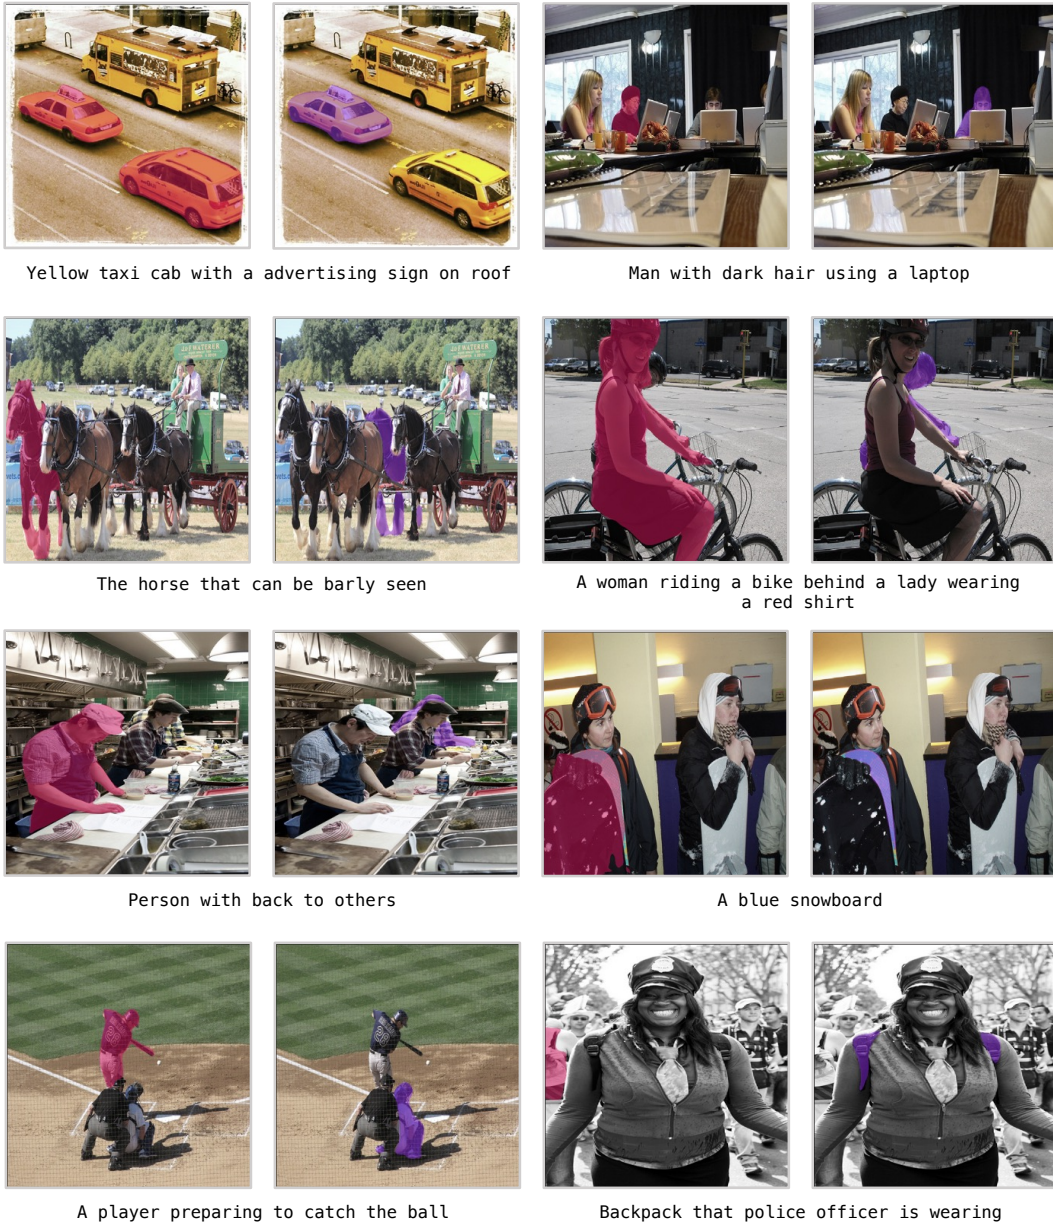 Yellow taxi cab with a advertising sign on roof
Man with dark hair using a laptop
The horse that can be barly seen
A woman riding a bike behind a lady wearing
a red shirt
Person with back to others
A blue snowboard
A player preparing to catch the ball
Backpack that police officer is wearing